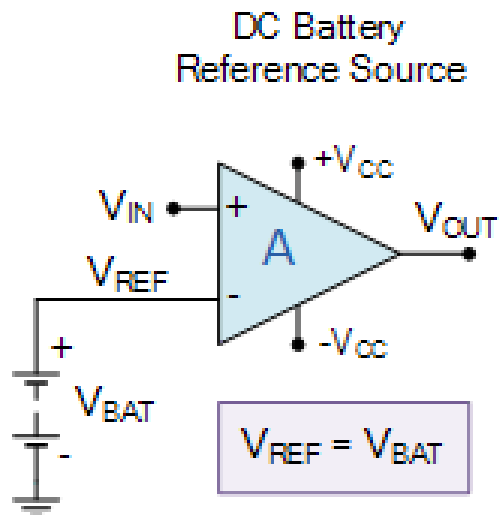 DC Battery
Reference Source
+VCC
VIN
+
VOUT
A
VREF
-
+
-VCC
VBAT
-
VREF = VBAT